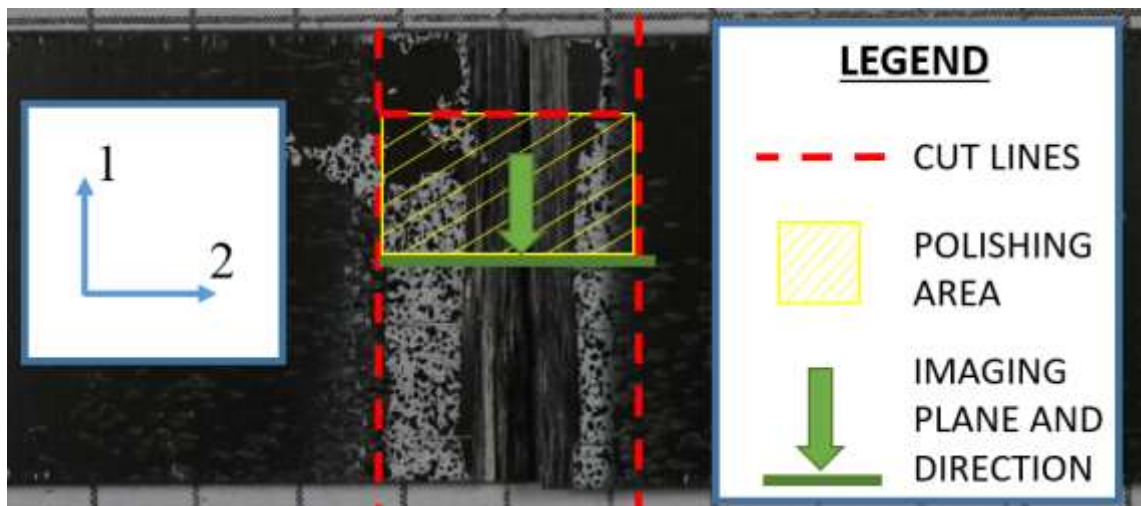 1
2
LEGEND
CUT LINES
POLISHING
AREA
IMAGING
PLANE AND
DIRECTION